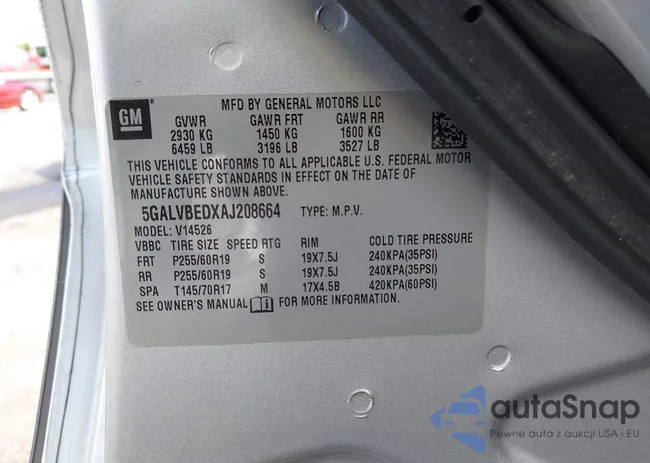 MFD BY GENERAL MOTORS LLC
GM
GVWR GAWR FRT GAWR RR
2930 KG 1450 KG 1600 KG
6459 LB 3196 LB 3527 LB
THIS VEHICLE CONFORMS TO ALL APPLICABLE U.S. FEDERAL MOTOR
VEHICLE SAFETY STANDARDS IN EFFECT ON THE DATE OF
MANUFACTURE SHOWN ABOVE.
5GALVBEDXAJ208664 TYPE: M.P.V.
MODEL: V14526
VBBC TIRE SIZE SPEED RTG RIM COLD TIRE PRESSURE
FRT P255/60R19 S 19X7.5J 240KPA(35PSI)
RR P255/60R19 S 19X7.5J 240KPA(35PSI)
SPA T145/70R17 M 17X4.5B 420KPA(60PSI)
SEE OWNER'S MANUAL i FOR MORE INFORMATION.
autaSnap
Pewne auta z aukcji USA i EU